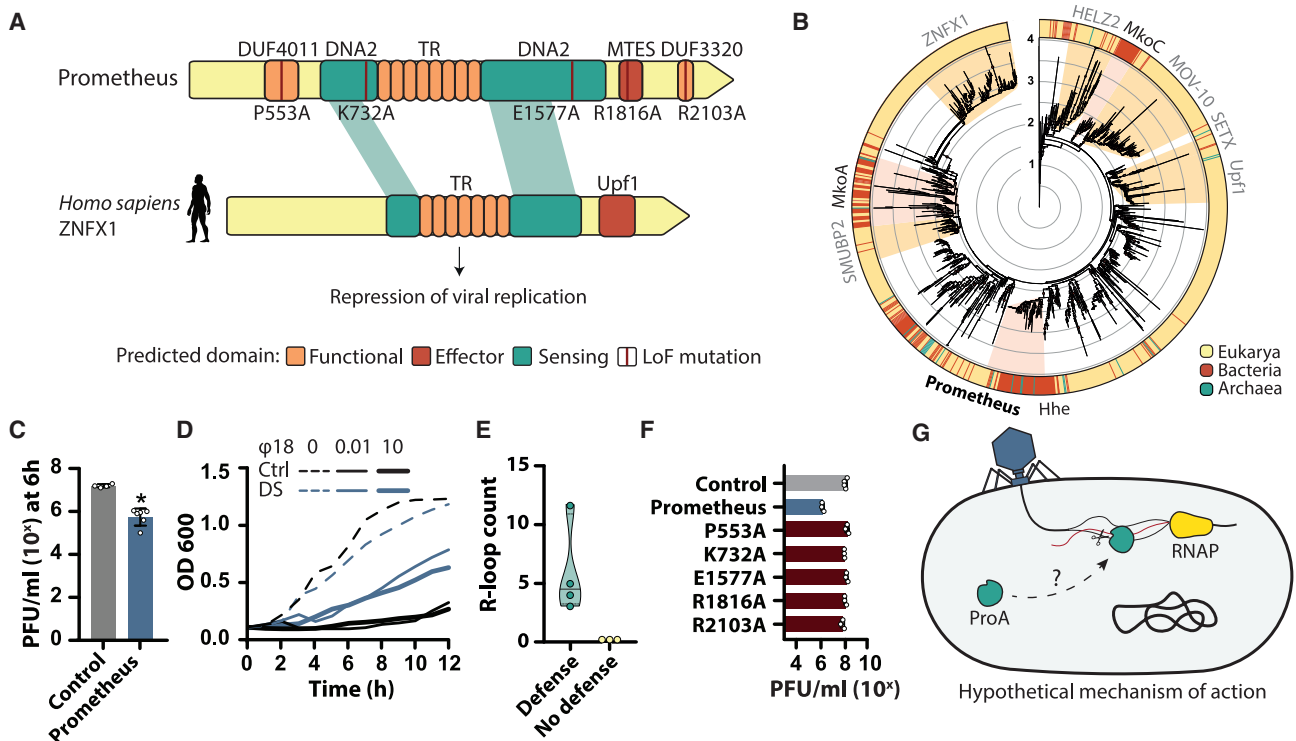 A
DUF4011 DNA2 TR DNA2 MTES DUF3320
Prometheus
P553A K732A E1577A R1816A R2103A
TR Upf1
Homo sapiens
ZNFX1
Repression of viral replication
Predicted domain: Functional Effector Sensing LoF mutation
B
ZNFX1
HELZ2
MkoC
MOV-10
SETX
Upf1
4
3
2
1
MkoA
SMUBP2
Prometheus
Hhe
Eukarya
Bacteria
Archaea
C
PFU/ml (10ˣ) at 6h
8
6
4
2
0
*
Control
Prometheus
D
φ18 0 0.01 10
Ctrl
DS
OD 600
1.5
1.0
0.5
0.0
0 2 4 6 8 10 12
Time (h)
E
R-loop count
15
10
5
0
Defense
No defense
F
Control
Prometheus
P553A
K732A
E1577A
R1816A
R2103A
4 6 8 10
PFU/ml (10ˣ)
G
RNAP
?
ProA
Hypothetical mechanism of action